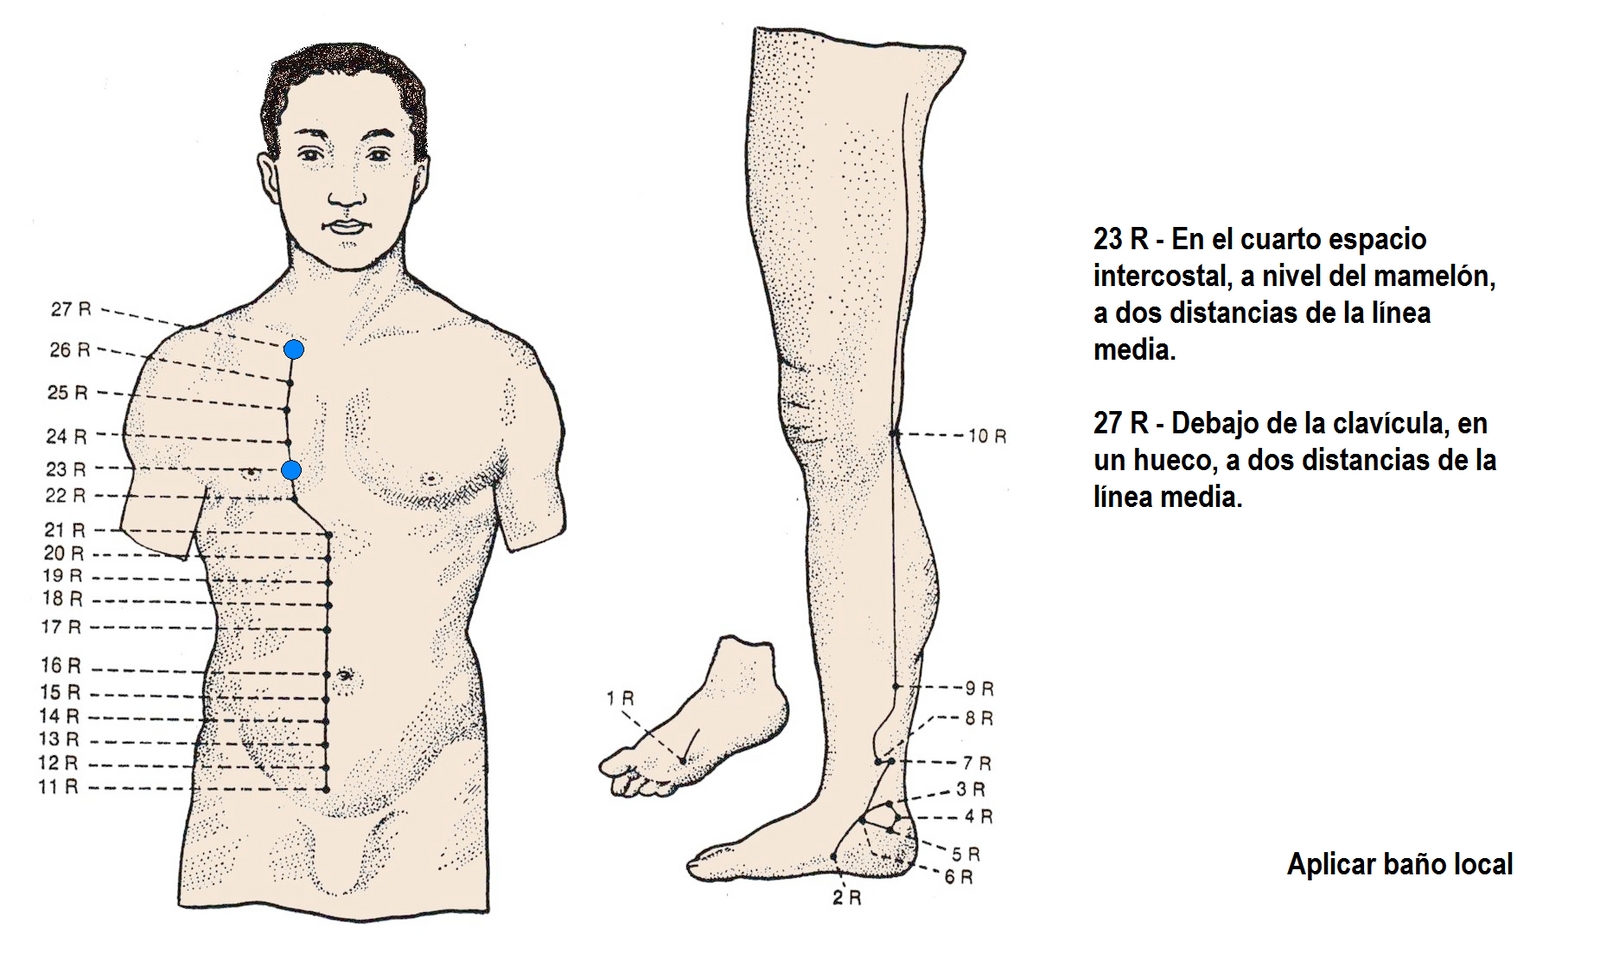 27 R
26 R
25 R
24 R
23 R
22 R
21 R
20 R
19 R
18 R
17 R
16 R
15 R
14 R
13 R
12 R
11 R
1 R
10 R
9 R
8 R
7 R
3 R
4 R
5 R
6 R
2 R
23 R - En el cuarto espacio
intercostal, a nivel del mamelón,
a dos distancias de la línea
media.
27 R - Debajo de la clavícula, en
un hueco, a dos distancias de la
línea media.
Aplicar baño local